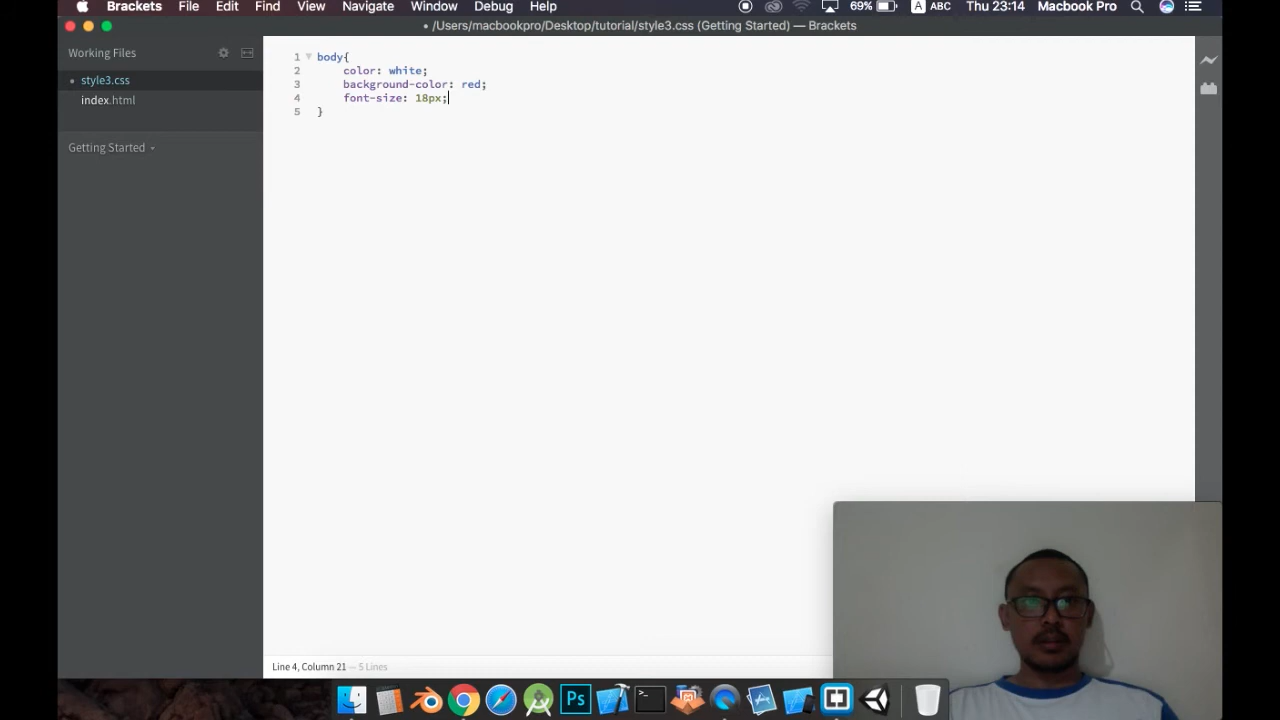 Brackets File Edit Find View Navigate Window Debug Help 69% A ABC Thu 23:14 Macbook Pro
• /Users/macbookpro/Desktop/tutorial/style3.css (Getting Started) — Brackets
Working Files
• style3.css
index.html
Getting Started
1 body{
2 color: white;
3 background-color: red;
4 font-size: 18px;
5 }
Line 4, Column 21 — 5 Lines
Ps
>_